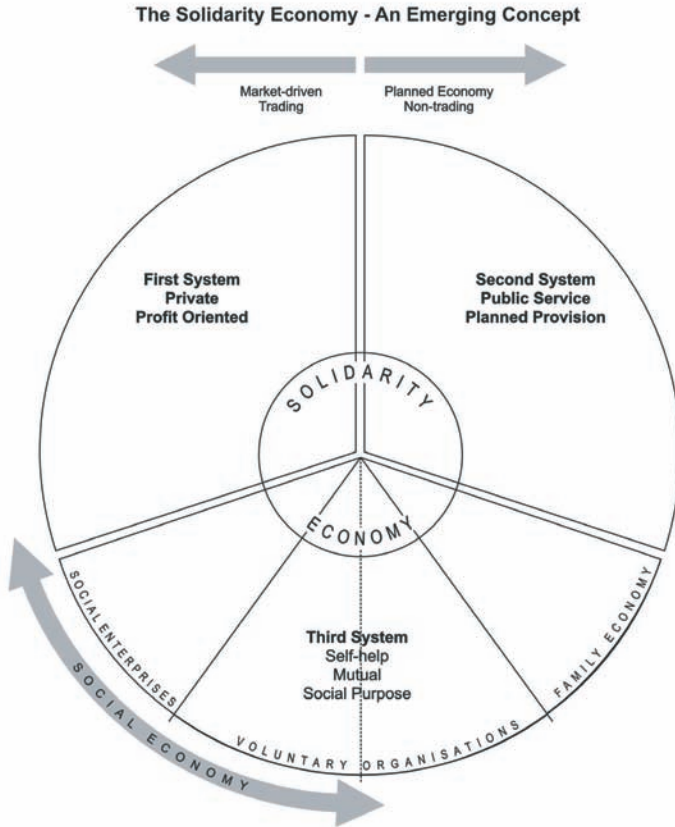 The Solidarity Economy - An Emerging Concept
Market-driven
Trading
Planned Economy
Non-trading
First System
Private
Profit Oriented
Second System
Public Service
Planned Provision
SOLIDARITY
ECONOMY
Third System
Self-help
Mutual
Social Purpose
SOCIAL ENTERPRISES
VOLUNTARY ORGANISATIONS
FAMILY ECONOMY
SOCIAL ECONOMY